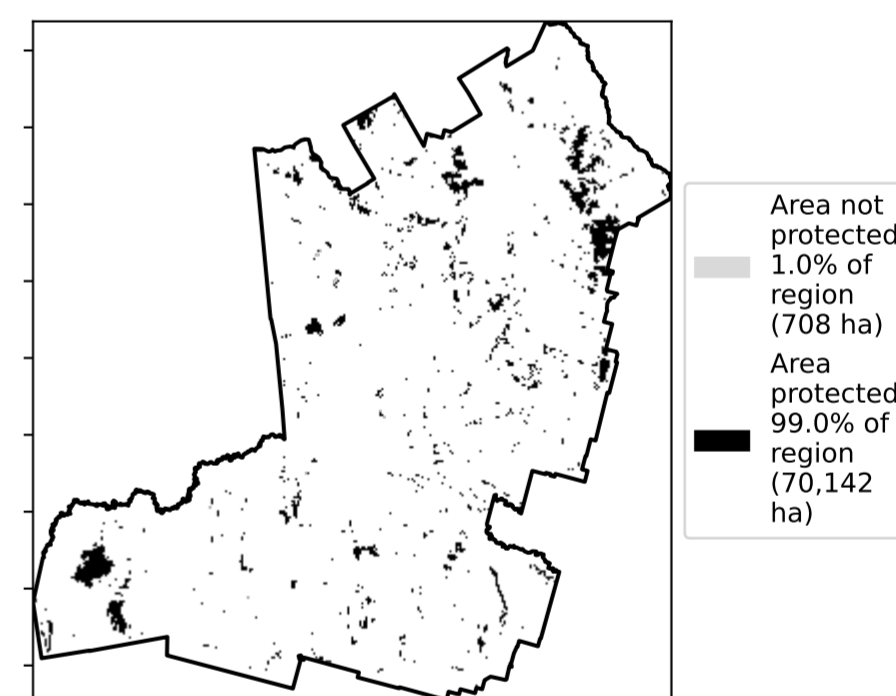 Area not
protected
1.0% of
region
(708 ha)
Area
protected
99.0% of
region
(70,142
ha)